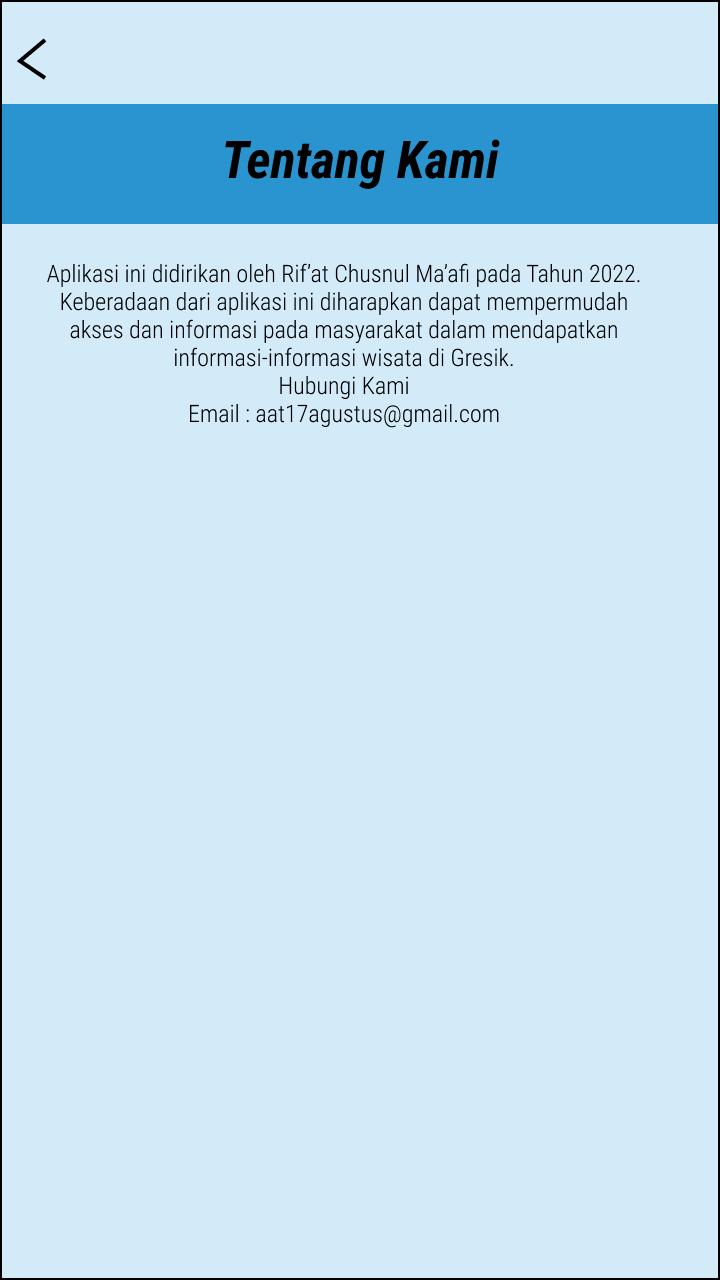 Tentang Kami
Aplikasi ini didirikan oleh Rif’at Chusnul Ma’afi pada Tahun 2022.
Keberadaan dari aplikasi ini diharapkan dapat mempermudah
akses dan informasi pada masyarakat dalam mendapatkan
informasi-informasi wisata di Gresik.
Hubungi Kami
Email : aat17agustus@gmail.com